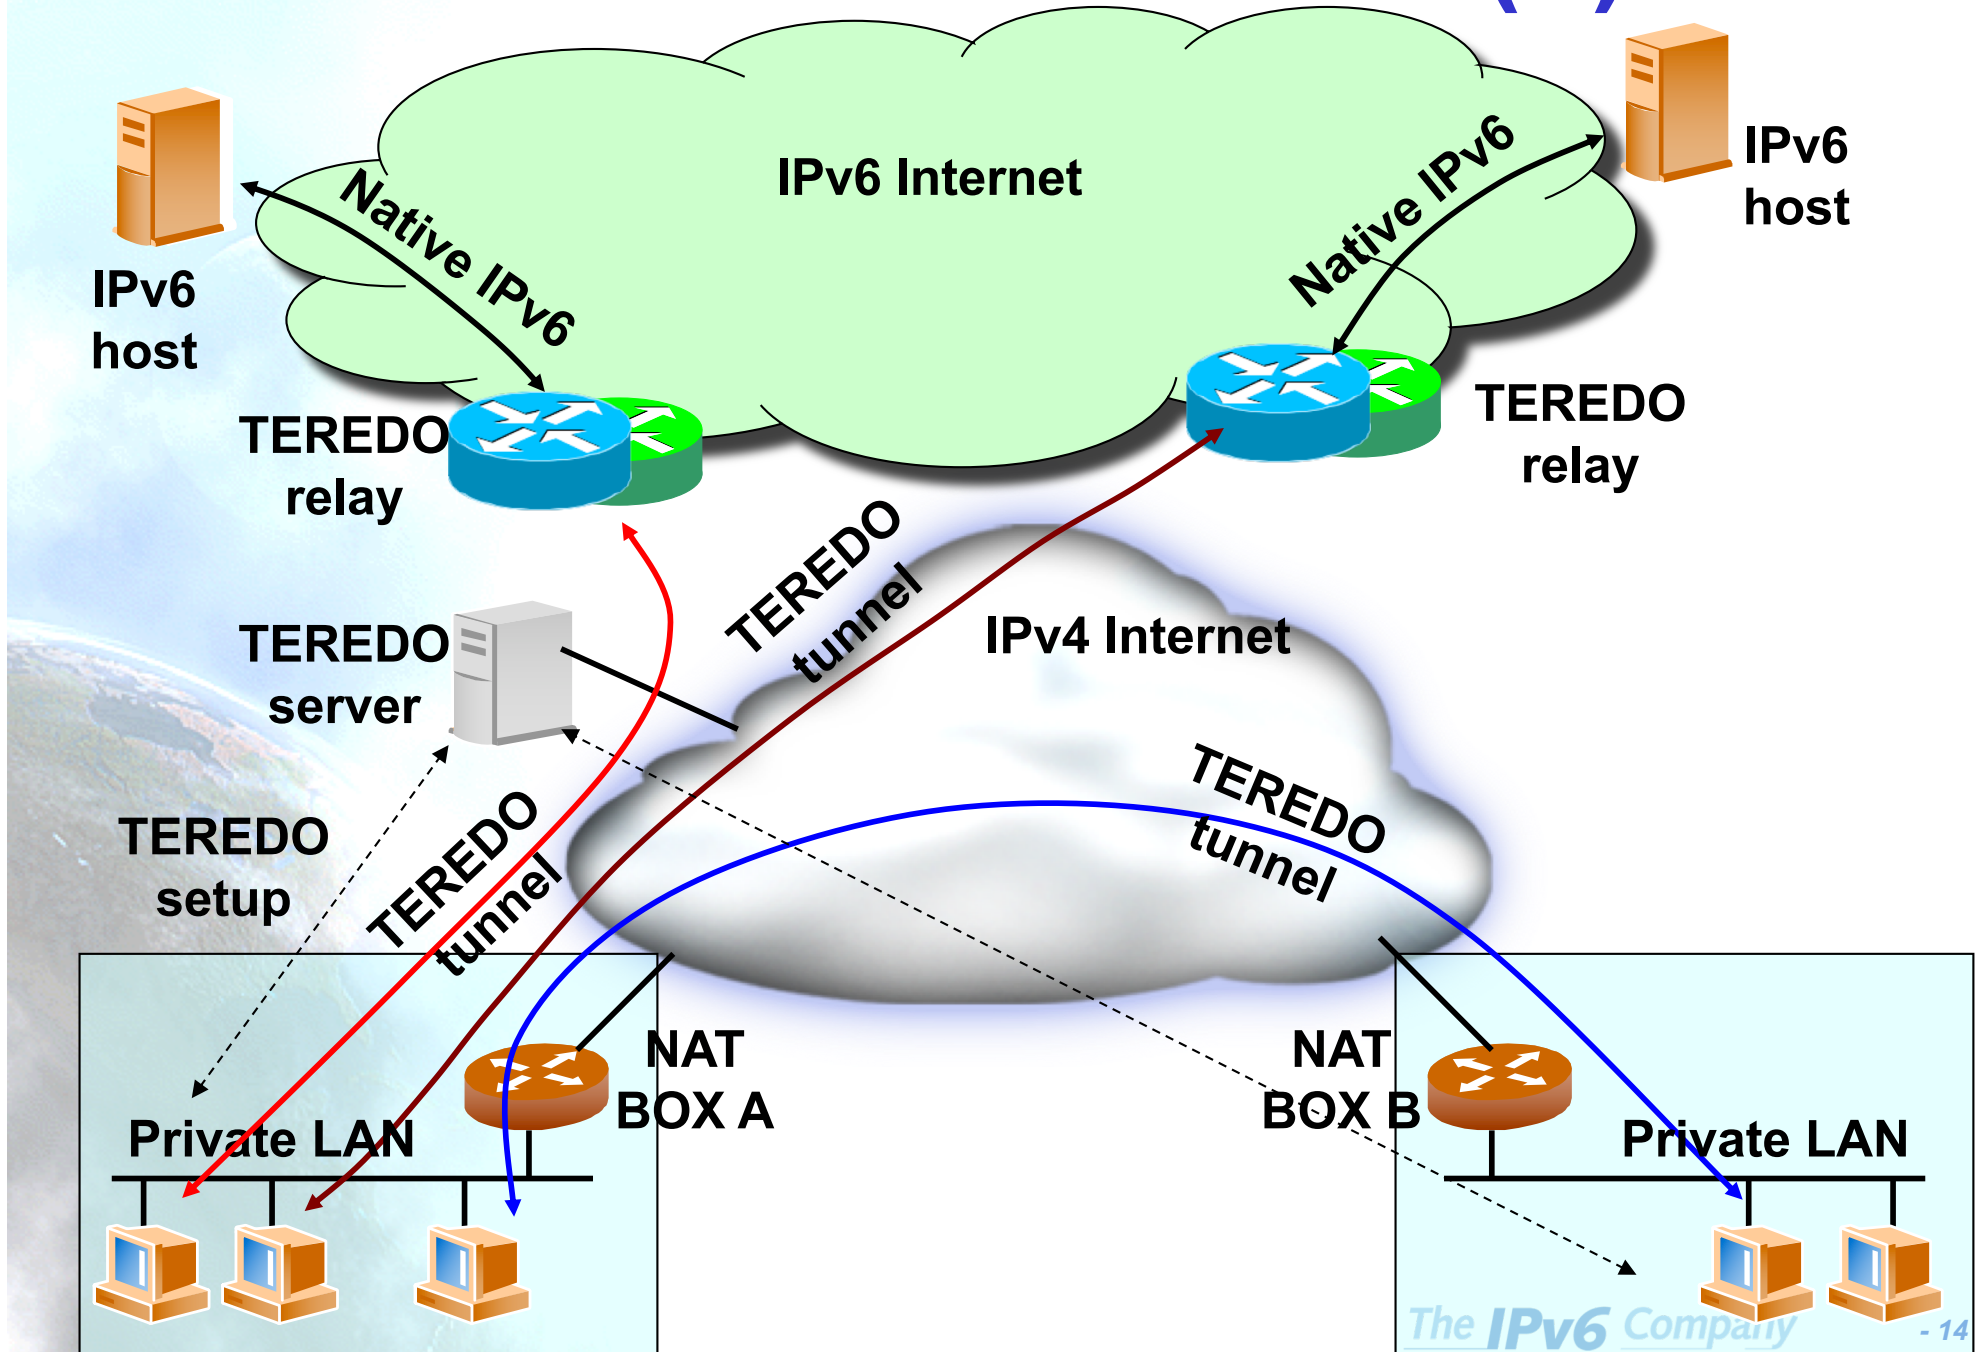 IPv6 Internet
Native IPv6
Native IPv6
IPv6
host
IPv6
host
TEREDO
relay
TEREDO
relay
TEREDO
tunnel
IPv4 Internet
TEREDO
server
TEREDO
tunnel
TEREDO
setup
TEREDO
tunnel
NAT
BOX A
NAT
BOX B
Private LAN
Private LAN
The IPv6 Company
- 14